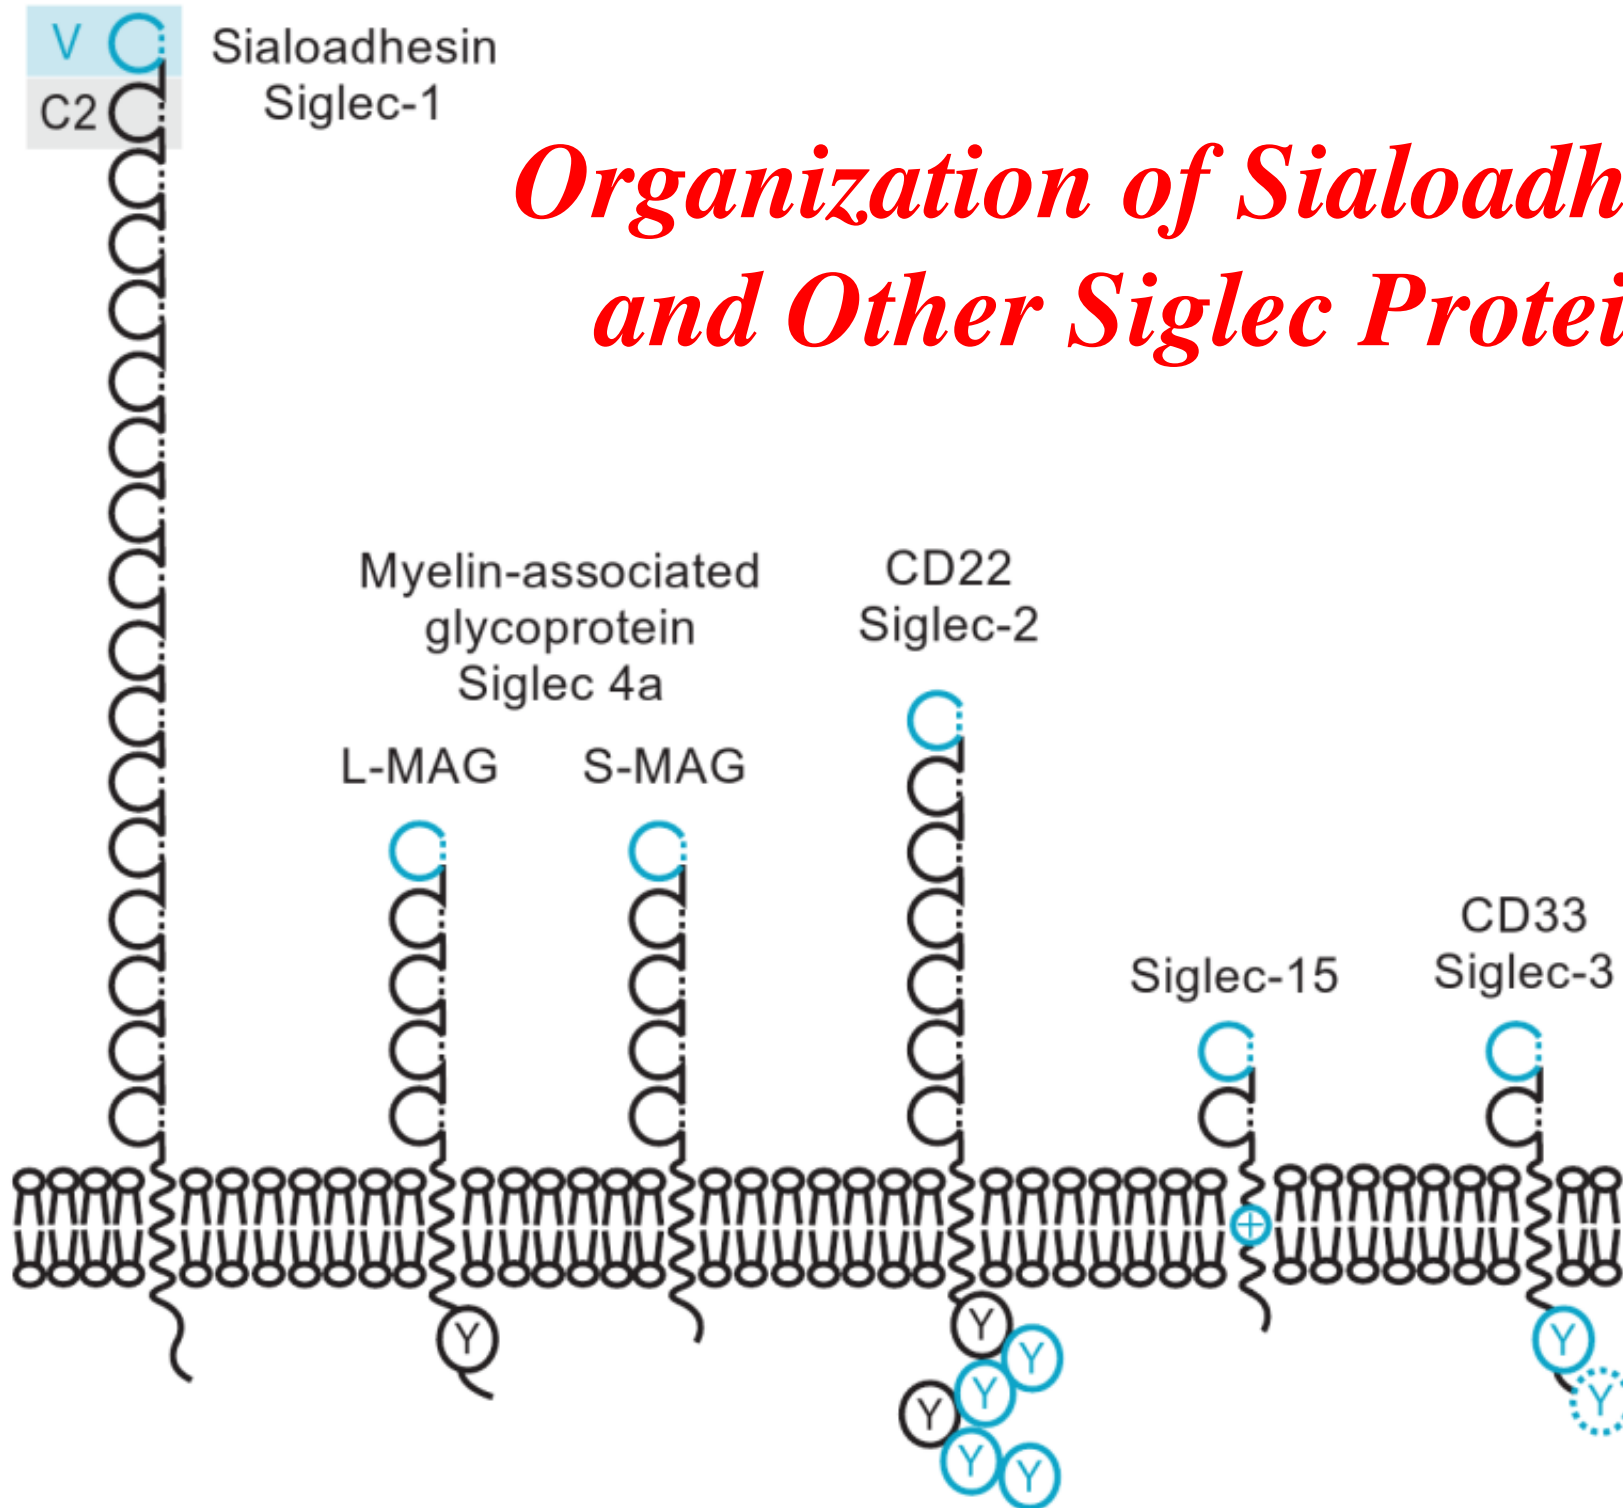 V
C2
Sialoadhesin
Siglec-1
Organization of Sialoadh
and Other Siglec Protei
Myelin-associated
glycoprotein
Siglec 4a
L-MAG
S-MAG
CD22
Siglec-2
Siglec-15
CD33
Siglec-3
+
Y
Y
Y
Y
Y
Y
Y
Y
Y